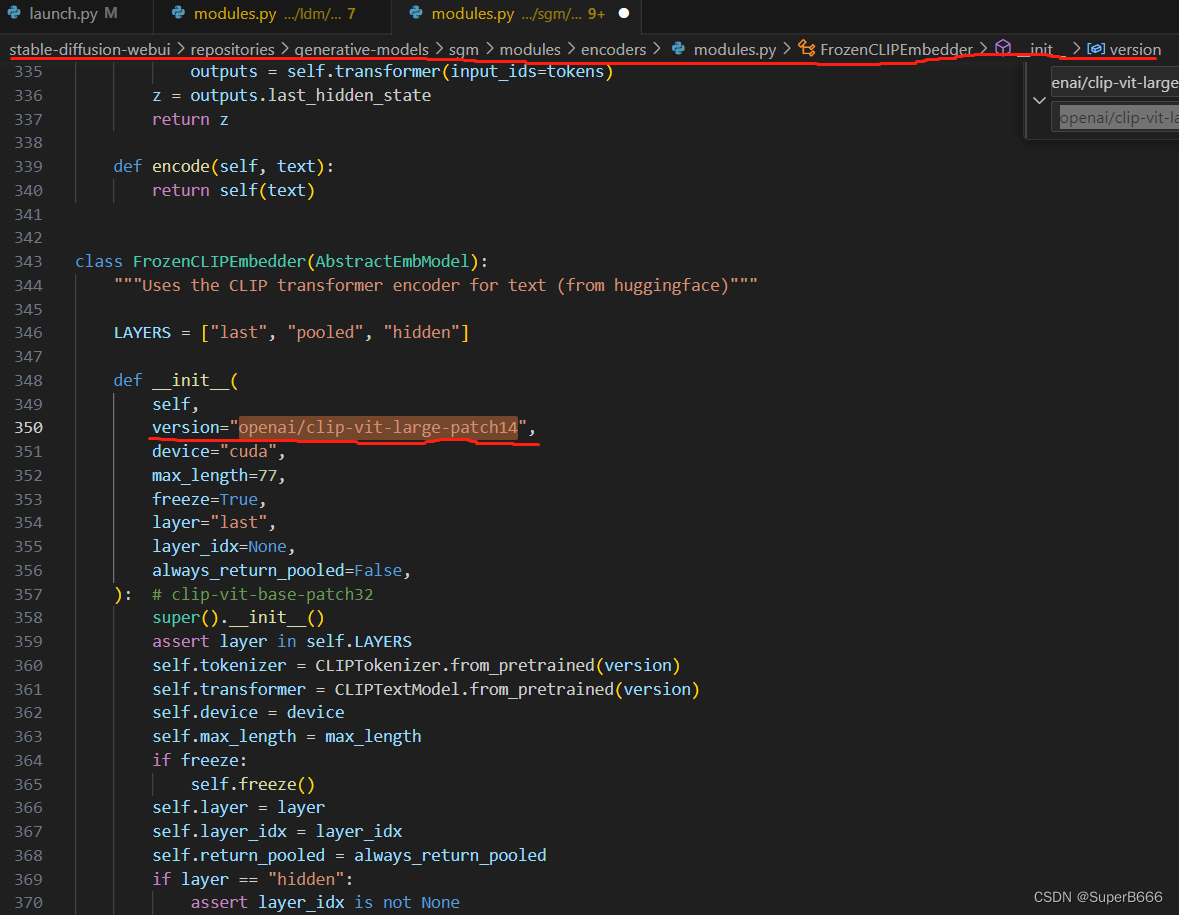 launch.py M
modules.py .../ldm/... 7
modules.py .../sgm/... 9+
stable-diffusion-webui > repositories > generative-models > sgm > modules > encoders > modules.py > FrozenCLIPEmbedder > __init__ > version
enai/clip-vit-large
openai/clip-vit-la
335 outputs = self.transformer(input_ids=tokens)
336 z = outputs.last_hidden_state
337 return z
338
339 def encode(self, text):
340 return self(text)
341
342
343 class FrozenCLIPEmbedder(AbstractEmbModel):
344 """Uses the CLIP transformer encoder for text (from huggingface)"""
345
346 LAYERS = ["last", "pooled", "hidden"]
347
348 def __init__(
349 self,
350 version="openai/clip-vit-large-patch14",
351 device="cuda",
352 max_length=77,
353 freeze=True,
354 layer="last",
355 layer_idx=None,
356 always_return_pooled=False,
357 ): # clip-vit-base-patch32
358 super().__init__()
359 assert layer in self.LAYERS
360 self.tokenizer = CLIPTokenizer.from_pretrained(version)
361 self.transformer = CLIPTextModel.from_pretrained(version)
362 self.device = device
363 self.max_length = max_length
364 if freeze:
365 self.freeze()
366 self.layer = layer
367 self.layer_idx = layer_idx
368 self.return_pooled = always_return_pooled
369 if layer == "hidden":
370 assert layer_idx is not None
CSDN @SuperB666